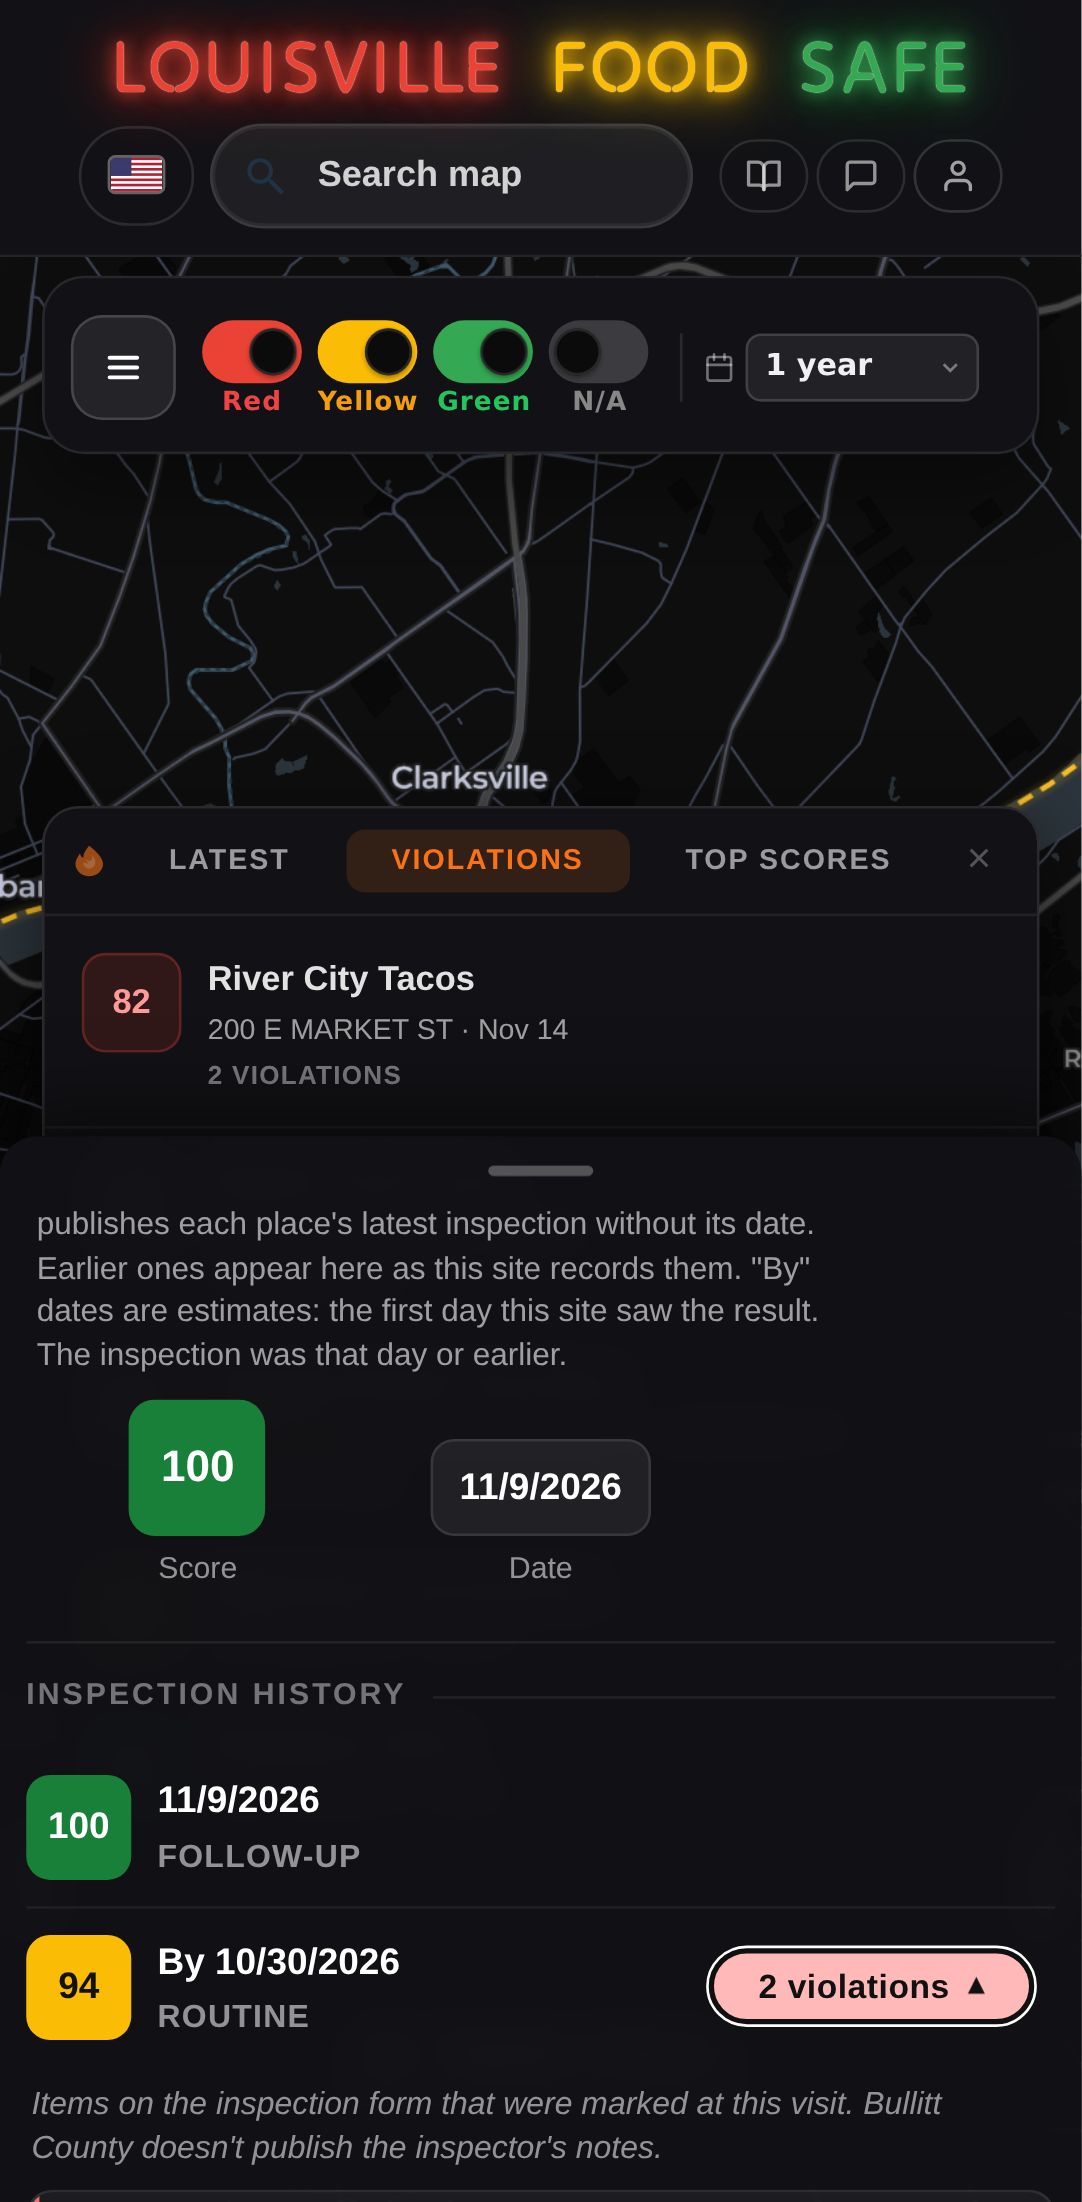 LOUISVILLE FOOD SAFE
Search map
Red
Yellow
Green
N/A
1 year
Clarksville
LATEST
VIOLATIONS
TOP SCORES
82
River City Tacos
200 E MARKET ST · Nov 14
2 VIOLATIONS
publishes each place's latest inspection without its date.
Earlier ones appear here as this site records them. "By"
dates are estimates: the first day this site saw the result.
The inspection was that day or earlier.
100
Score
11/9/2026
Date
INSPECTION HISTORY
100
11/9/2026
FOLLOW-UP
94
By 10/30/2026
ROUTINE
2 violations ▲
Items on the inspection form that were marked at this visit. Bullitt
County doesn't publish the inspector's notes.